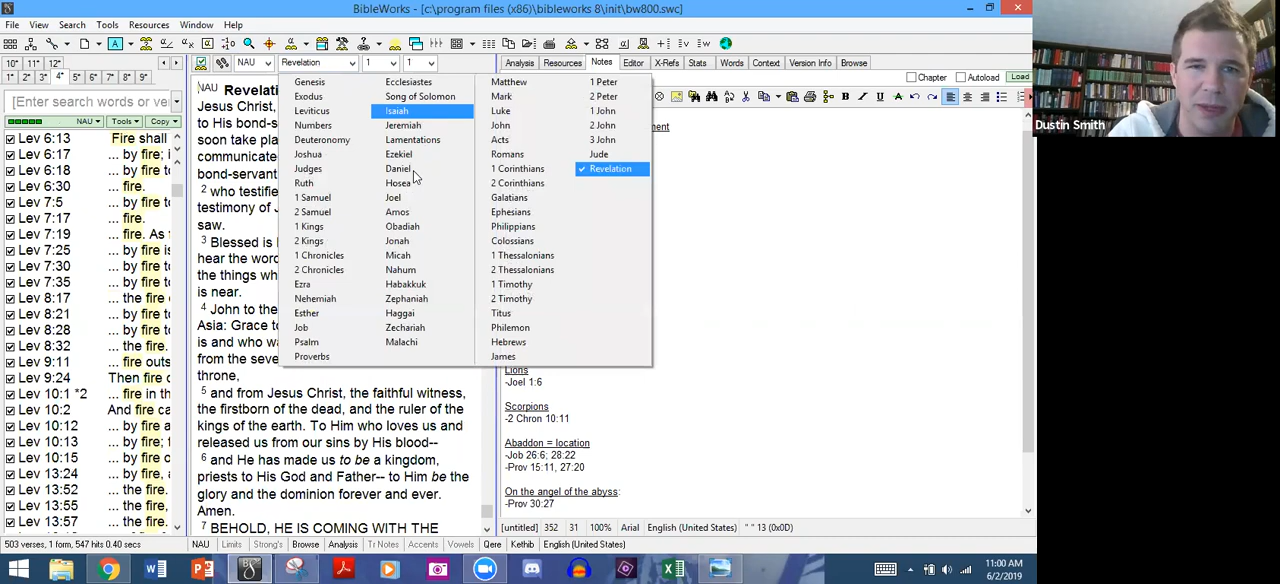 BibleWorks - [c:\program files (x86)\bibleworks 8\init\bw800.swc]
File View Search Tools Resources Window Help
NAU Revelation 1 1
Analysis Resources Notes Editor X-Refs Stats Words Context Version Info Browse
10° 11° 12°
1° 2° 3° 4° 5° 6° 7° 8° 9°
Chapter Autoload Load
[Enter search words or ve
NAU Tools Copy
Lev 6:13 Fire shall
Lev 6:17 ... by fire; i
Lev 6:18 ... by fire t
Lev 6:30 ... fire.
Lev 7:5 ... by fire t
Lev 7:17 ... fire.
Lev 7:19 ... fire. As
Lev 7:25 ... by fire i
Lev 7:30 ... by fire t
Lev 7:35 ... by fire t
Lev 8:17 ... the fire
Lev 8:21 ... by fire t
Lev 8:28 ... by fire t
Lev 8:32 ... the fire.
Lev 9:11 ... fire outs
Lev 9:24 Then fire c
Lev 10:1 *2 ... fire in th
Lev 10:2 And fire ca
Lev 10:12 ... by fire a
Lev 10:13 ... by fire;
Lev 10:15 ... by fire,
Lev 13:24 ... by fire,
Lev 13:52 ... the fire.
Lev 13:55 ... the fire,
Lev 13:57 ... the fire.
NAU Revela
Jesus Christ,
to His bond-s
soon take pla
communicate
bond-servant
2 who testifie
testimony of J
saw.
3 Blessed is
hear the word
the things wh
is near.
4 John to the
Asia: Grace to
and who was
from the seve
throne,
5 and from Jesus Christ, the faithful witness,
the firstborn of the dead, and the ruler of the
kings of the earth. To Him who loves us and
released us from our sins by His blood--
6 and He has made us to be a kingdom,
priests to His God and Father-- to Him be the
glory and the dominion forever and ever.
Amen.
7 BEHOLD, HE IS COMING WITH THE
Genesis
Exodus
Leviticus
Numbers
Deuteronomy
Joshua
Judges
Ruth
1 Samuel
2 Samuel
1 Kings
2 Kings
1 Chronicles
2 Chronicles
Ezra
Nehemiah
Esther
Job
Psalm
Proverbs
Ecclesiastes
Song of Solomon
Isaiah
Jeremiah
Lamentations
Ezekiel
Daniel
Hosea
Joel
Amos
Obadiah
Jonah
Micah
Nahum
Habakkuk
Zephaniah
Haggai
Zechariah
Malachi
Matthew
Mark
Luke
John
Acts
Romans
1 Corinthians
2 Corinthians
Galatians
Ephesians
Philippians
Colossians
1 Thessalonians
2 Thessalonians
1 Timothy
2 Timothy
Titus
Philemon
Hebrews
James
1 Peter
2 Peter
1 John
2 John
3 John
Jude
Revelation
ment
Lions
-Joel 1:6
Scorpions
-2 Chron 10:11
Abaddon = location
-Job 26:6; 28:22
-Prov 15:11, 27:20
On the angel of the abyss:
-Prov 30:27
[untitled] 352 31 100% Arial English (United States) " " 13 (0x0D)
503 verses, 1 form, 547 hits 0.40 secs
NAU Limits Strong's Browse Analysis Tr Notes Accents Vowels Qere Kethib English (United States)
11:00 AM
6/2/2019
Dustin Smith